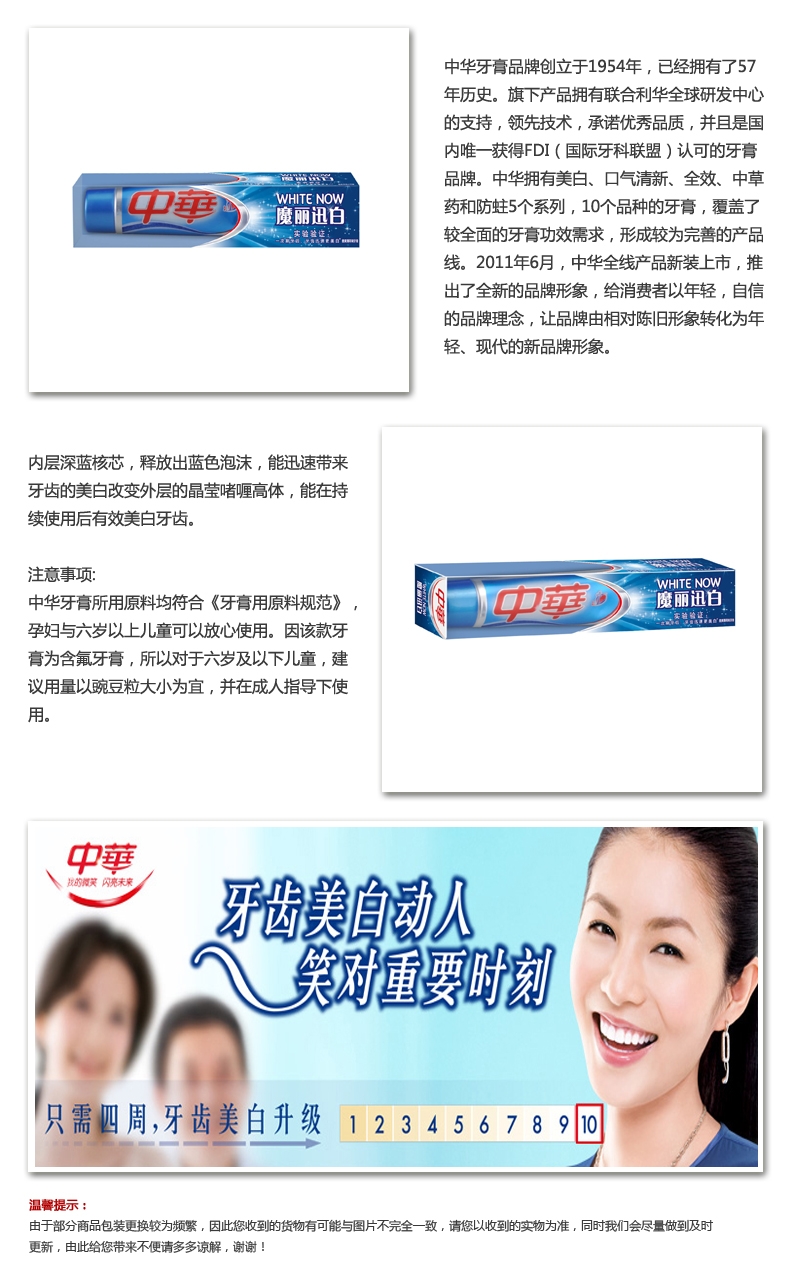 中华牙膏品牌创立于1954年，已经拥有了57
年历史。旗下产品拥有联合利华全球研发中心
的支持，领先技术，承诺优秀品质，并且是国
内唯一获得FDI（国际牙科联盟）认可的牙膏
品牌。中华拥有美白、口气清新、全效、中草
药和防蛀5个系列，10个品种的牙膏，覆盖了
较全面的牙膏功效需求，形成较为完善的产品
线。2011年6月，中华全线产品新装上市，推
出了全新的品牌形象，给消费者以年轻，自信
的品牌理念，让品牌由相对陈旧形象转化为年
轻、现代的新品牌形象。
WHITE NOW
魔丽迅白
中華
WHITE NOW
魔丽迅白
实验验证：
内层深蓝核芯，释放出蓝色泡沫，能迅速带来
牙齿的美白改变外层的晶莹啫喱高体，能在持
续使用后有效美白牙齿。
注意事项:
中华牙膏所用原料均符合《牙膏用原料规范》，
孕妇与六岁以上儿童可以放心使用。因该款牙
膏为含氟牙膏，所以对于六岁及以下儿童，建
议用量以豌豆粒大小为宜，并在成人指导下使
用。
WHITE NOW
魔丽迅白
中華
中華
WHITE NOW
魔丽迅白
实验验证：
中華
我的微笑 闪亮未来
牙齿美白动人
笑对重要时刻
只需四周,牙齿美白升级
1 2 3 4 5 6 7 8 9 10
温馨提示：
由于部分商品包装更换较为频繁，因此您收到的货物有可能与图片不完全一致，请您以收到的实物为准，同时我们会尽量做到及时
更新，由此给您带来不便请多多谅解，谢谢！